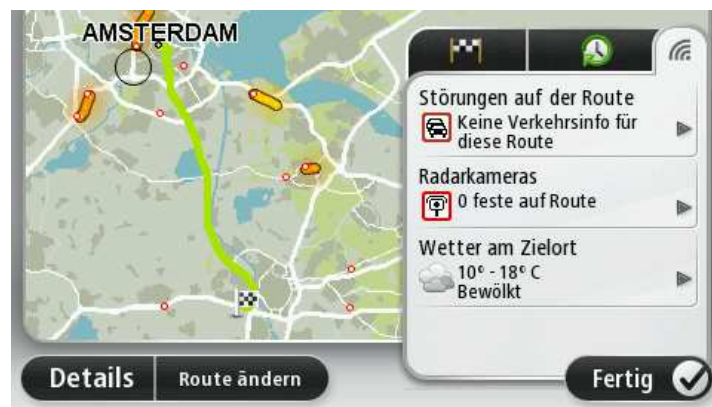 AMSTERDAM
Störungen auf der Route
Keine Verkehrsinfo für
diese Route
Radarkameras
0 feste auf Route
Wetter am Zielort
10° - 18° C
Bewölkt
Details
Route ändern
Fertig